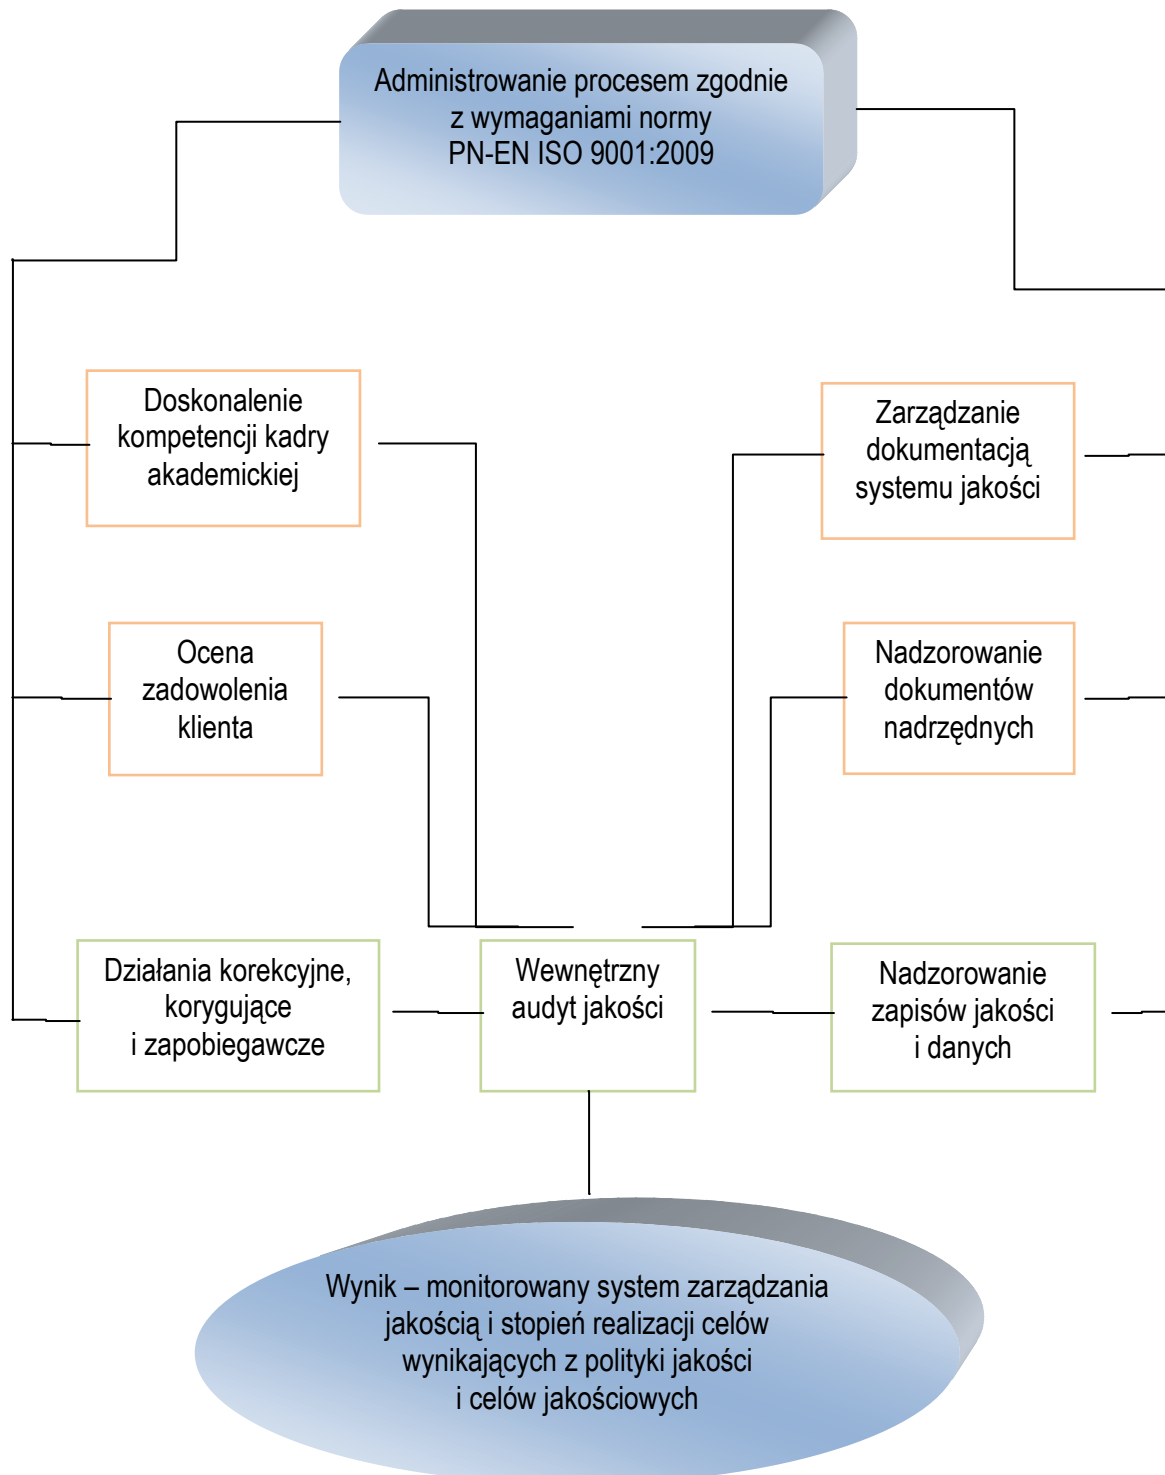 Administrowanie procesem zgodnie
z wymaganiami normy
PN-EN ISO 9001:2009
Doskonalenie
kompetencji kadry
akademickiej
Zarządzanie
dokumentacją
systemu jakości
Ocena
zadowolenia
klienta
Nadzorowanie
dokumentów
nadrzędnych
Działania korekcyjne,
korygujące
i zapobiegawcze
Wewnętrzny
audyt jakości
Nadzorowanie
zapisów jakości
i danych
Wynik – monitorowany system zarządzania
jakością i stopień realizacji celów
wynikających z polityki jakości
i celów jakościowych